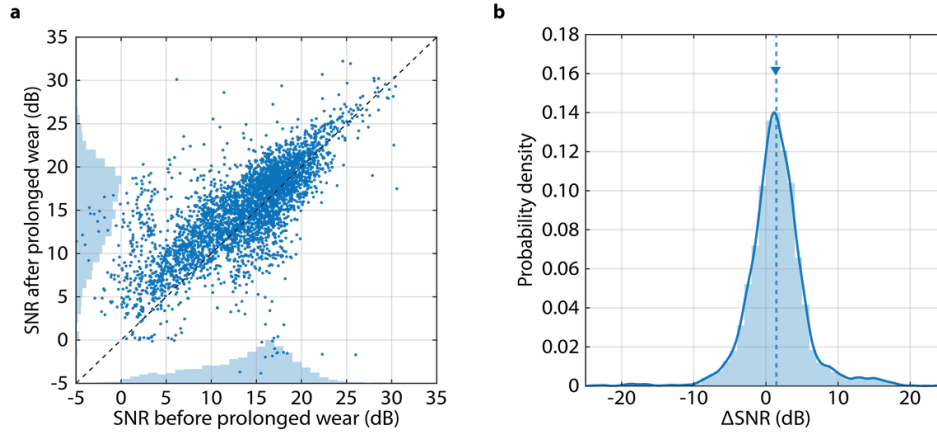 a
b
35
30
25
20
15
10
5
0
-5
SNR after prolonged wear (dB)
-5 0 5 10 15 20 25 30 35
SNR before prolonged wear (dB)
0.18
0.16
0.14
0.12
0.10
0.08
0.06
0.04
0.02
0
Probability density
-20 -10 0 10 20
ΔSNR (dB)